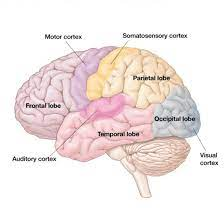 Motor cortex
Somatosensory cortex
Parietal lobe
Frontal lobe
Occipital lobe
Temporal lobe
Auditory cortex
Visual
cortex